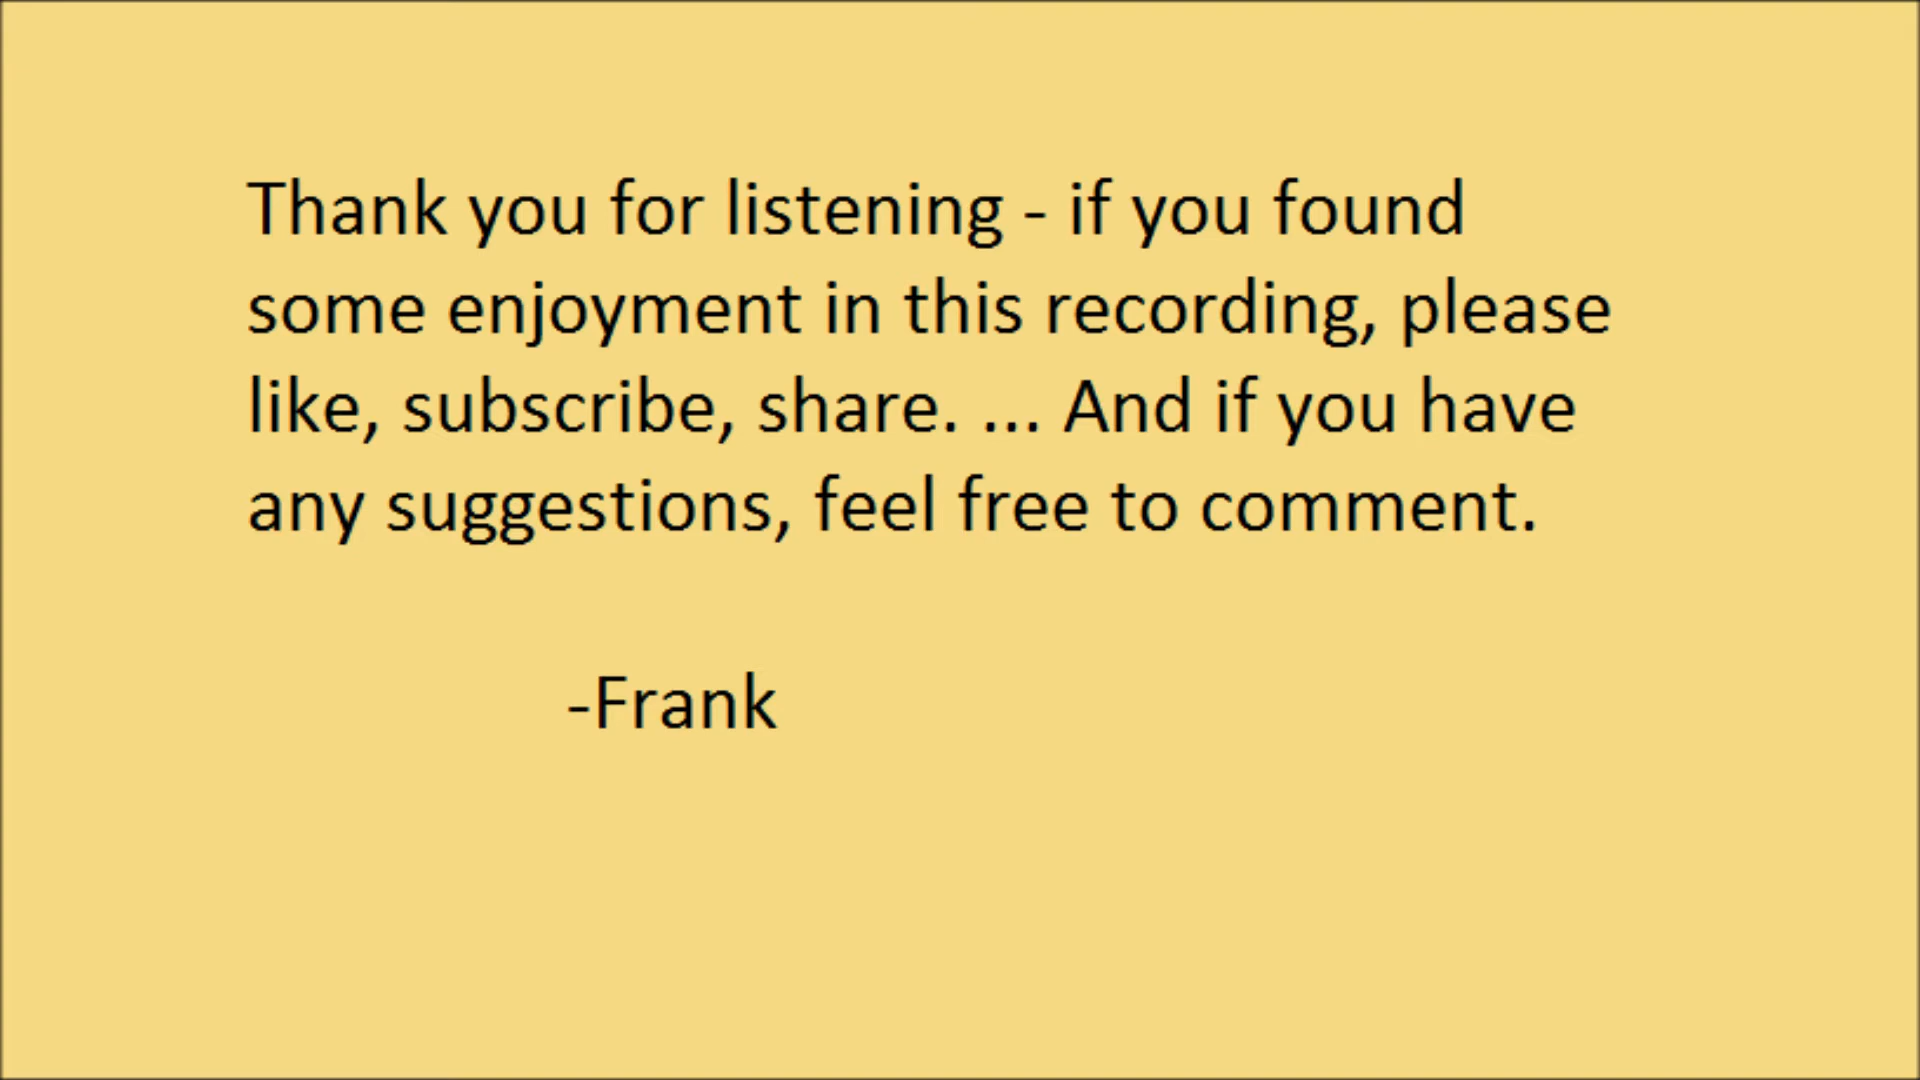 Thank you for listening - if you found
some enjoyment in this recording, please
like, subscribe, share. ... And if you have
any suggestions, feel free to comment.
-Frank